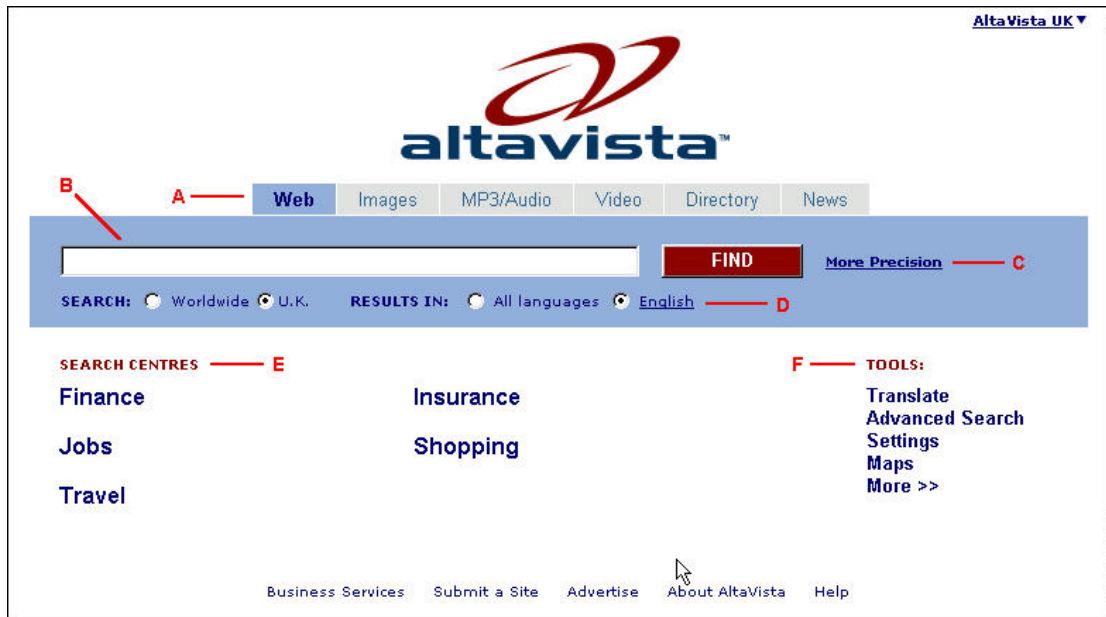 AltaVista UK▼
altavista™
B
A Web Images MP3/Audio Video Directory News
FIND More Precision C
SEARCH: Worldwide U.K. RESULTS IN: All languages English D
SEARCH CENTRES E F TOOLS:
Finance Insurance Translate
Advanced Search
Jobs Shopping Settings
Maps
Travel More >>
Business Services Submit a Site Advertise About AltaVista Help